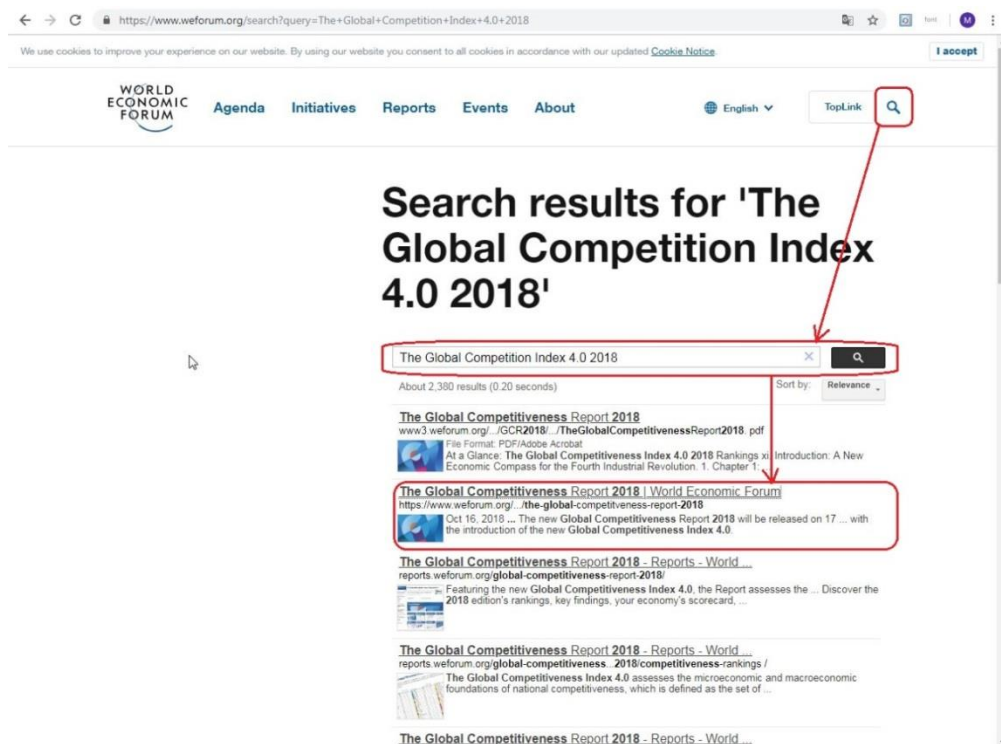 https://www.weforum.org/search?query=The+Global+Competition+Index+4.0+2018
M
We use cookies to improve your experience on our website. By using our website you consent to all cookies in accordance with our updated Cookie Notice.
I accept
WORLD
ECONOMIC
FORUM
Agenda Initiatives Reports Events About English TopLink
Search results for 'The
Global Competition Index
4.0 2018'
The Global Competition Index 4.0 2018
About 2,380 results (0.20 seconds) Sort by: Relevance
The Global Competitiveness Report 2018
www3.weforum.org/.../GCR2018/.../TheGlobalCompetitivenessReport2018. pdf
File Format: PDF/Adobe Acrobat
At a Glance: The Global Competitiveness Index 4.0 2018 Rankings xi. Introduction: A New
Economic Compass for the Fourth Industrial Revolution. 1. Chapter 1:
The Global Competitiveness Report 2018 | World Economic Forum
https://www.weforum.org/.../the-global-competitveness-report-2018
Oct 16, 2018 ... The new Global Competitiveness Report 2018 will be released on 17 ... with
the introduction of the new Global Competitiveness Index 4.0.
The Global Competitiveness Report 2018 - Reports - World ...
reports.weforum.org/global-competitiveness-report-2018/
Featuring the new Global Competitiveness Index 4.0, the Report assesses the ... Discover the
2018 edition's rankings, key findings, your economy's scorecard, ...
The Global Competitiveness Report 2018 - Reports - World ...
reports.weforum.org/global-competitiveness...2018/competitiveness-rankings /
The Global Competitiveness Index 4.0 assesses the microeconomic and macroeconomic
foundations of national competitiveness, which is defined as the set of ...
The Global Competitiveness Report 2018 - Reports - World ...